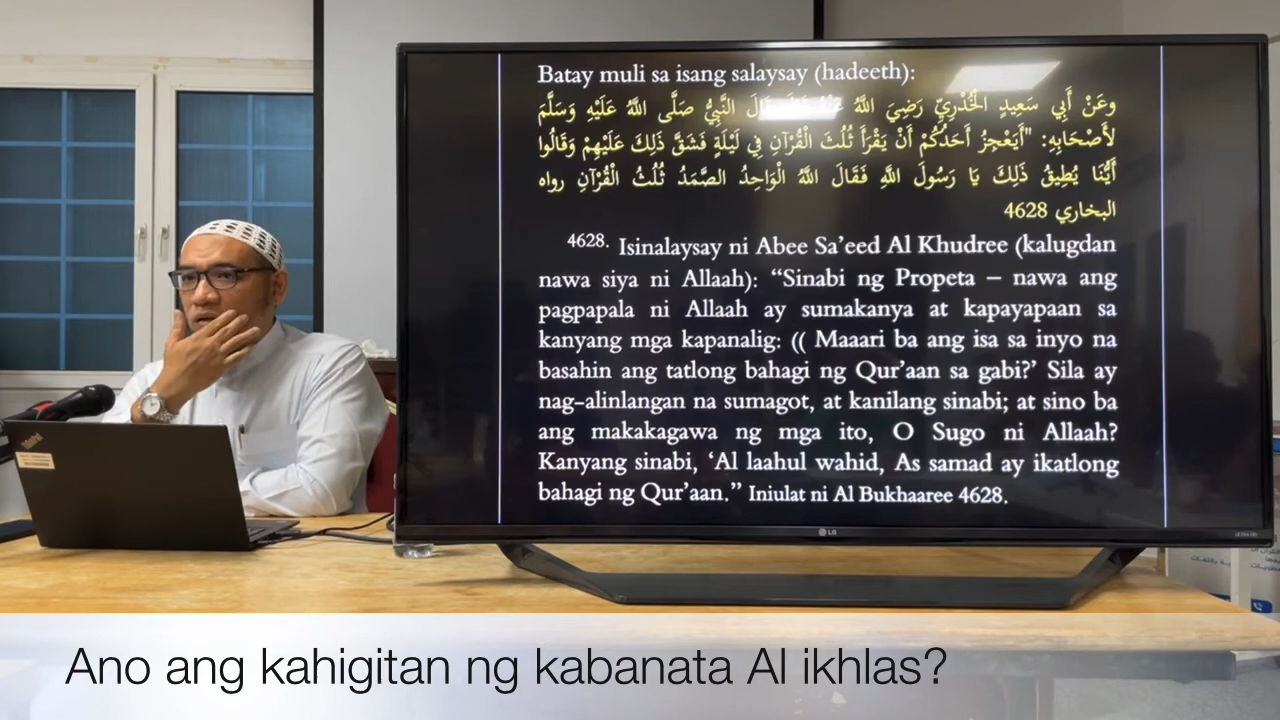 Batay muli sa isang salaysay (hadeeth):
وعَنْ أَبِي سَعِيدٍ الْخُدْرِيِّ رَضِيَ اللَّهُ قَالَ النَّبِيُّ صَلَّى اللَّهُ عَلَيْهِ وَسَلَّمَ
لأَصْحَابِهِ: "أَيَعْجِزُ أَحَدُكُمْ أَنْ يَقْرَأَ ثُلُثَ الْقُرْآنِ فِي لَيْلَةٍ فَشَقَّ ذَلِكَ عَلَيْهِمْ وَقَالُوا
أَيُّنَا يُطِيقُ ذَلِكَ يَا رَسُولَ اللَّهِ فَقَالَ اللَّهُ الْوَاحِدُ الصَّمَدُ ثُلُثُ الْقُرْآنِ رواه
البخاري 4628
4628. Isinalaysay ni Abee Sa’eed Al Khudree (kalugdan
nawa siya ni Allaah): “Sinabi ng Propeta – nawa ang
pagpapala ni Allaah ay sumakanya at kapayapaan sa
kanyang mga kapanalig: (( Maaari ba ang isa sa inyo na
basahin ang tatlong bahagi ng Qur’aan sa gabi?’ Sila ay
nag-alinlangan na sumagot, at kanilang sinabi; at sino ba
ang makakagawa ng mga ito, O Sugo ni Allaah?
Kanyang sinabi, ‘Al laahul wahid, As samad ay ikatlong
bahagi ng Qur’aan.” Iniulat ni Al Bukhaaree 4628.
LG
Ano ang kahigitan ng kabanata Al ikhlas?